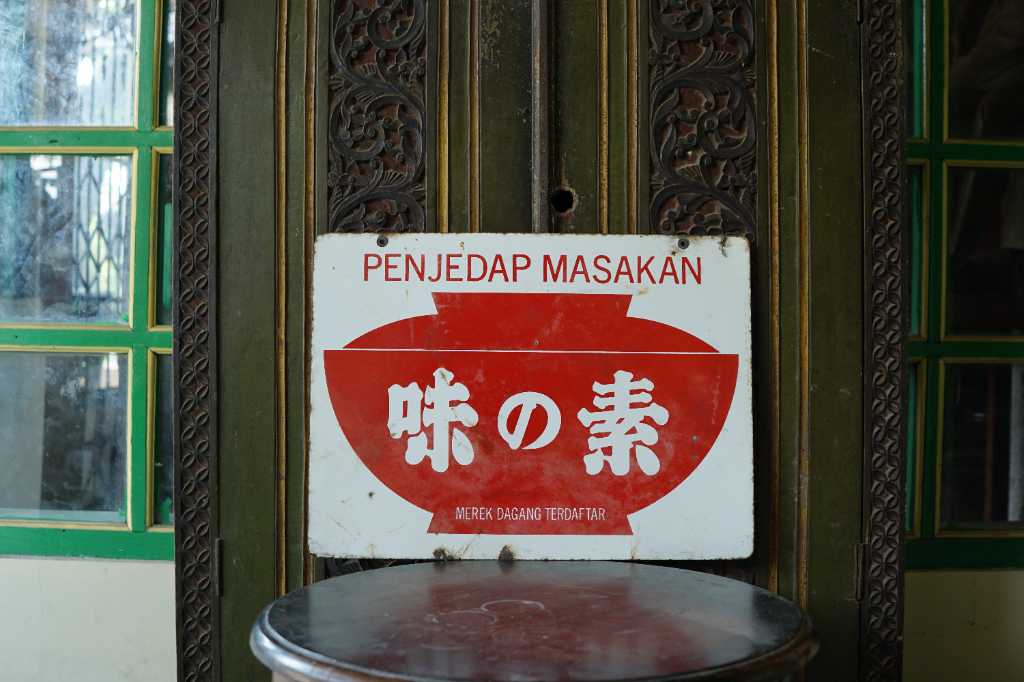 PENJEDAP MASAKAN
味の素
MEREK DAGANG TERDAFTAR